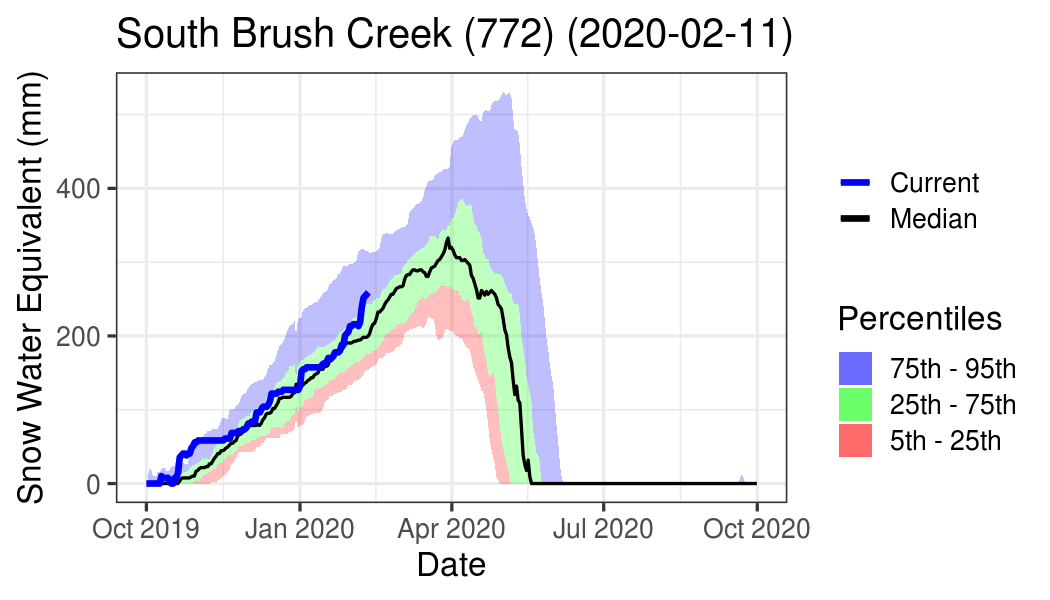 South Brush Creek (772) (2020-02-11)
Snow Water Equivalent (mm)
400
200
0
Oct 2019 Jan 2020 Apr 2020 Jul 2020 Oct 2020
Date
Current
Median
Percentiles
75th - 95th
25th - 75th
5th - 25th